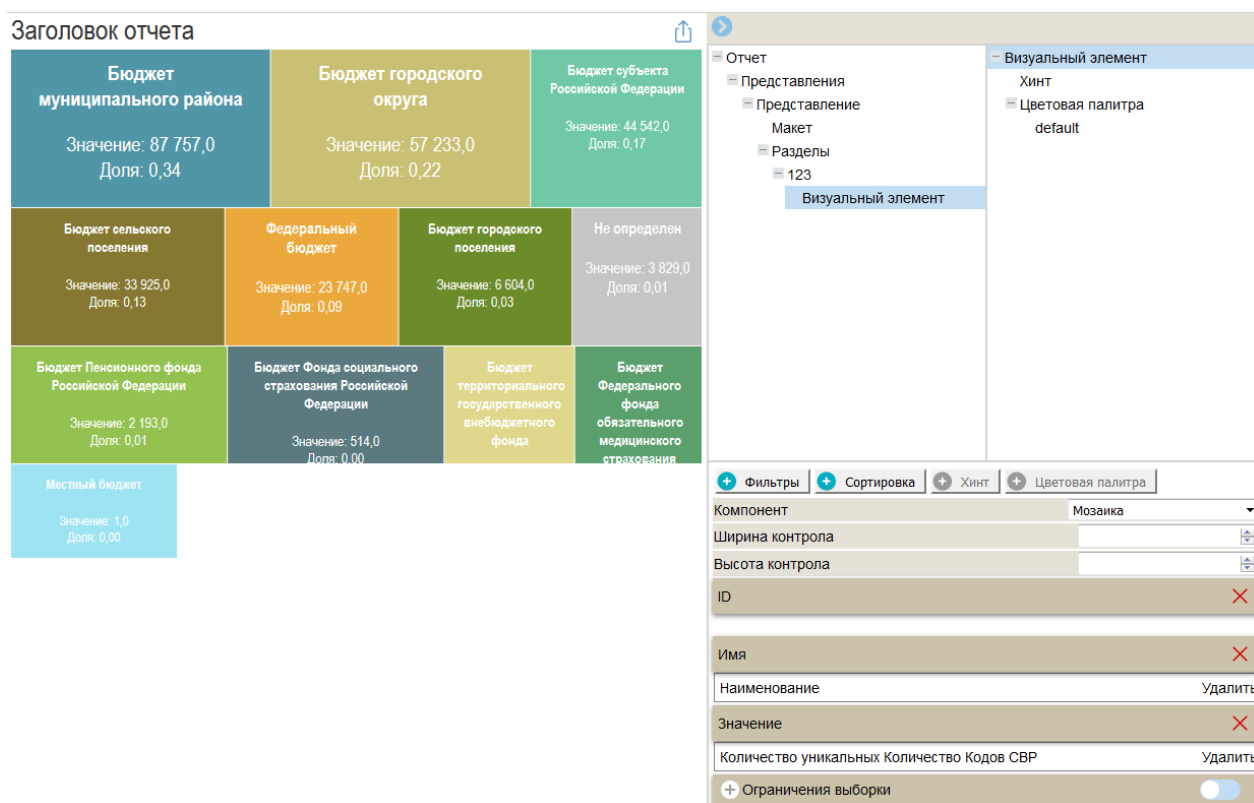 Заголовок отчета
Бюджет
муниципального района
Значение: 87 757,0
Доля: 0,34
Бюджет городского
округа
Значение: 57 233,0
Доля: 0,22
Бюджет субъекта
Российской Федерации
Значение: 44 542,0
Доля: 0,17
Бюджет сельского
поселения
Значение: 33 925,0
Доля: 0,13
Федеральный
бюджет
Значение: 23 747,0
Доля: 0,09
Бюджет городского
поселения
Значение: 6 604,0
Доля: 0,03
Не определен
Значение: 3 829,0
Доля: 0,01
Бюджет Пенсионного фонда
Российской Федерации
Значение: 2 193,0
Доля: 0,01
Бюджет Фонда социального
страхования Российской
Федерации
Значение: 514,0
Доля: 0,00
Бюджет
территориального
государственного
внебюджетного
фонда
Бюджет
Федерального
фонда
обязательного
медицинского
страхования
Местный бюджет
Значение: 1,0
Доля: 0,00
Отчет
Представления
Представление
Макет
Разделы
123
Визуальный элемент
Визуальный элемент
Хинт
Цветовая палитра
default
Фильтры Сортировка Хинт Цветовая палитра
Компонент Мозаика
Ширина контрола
Высота контрола
ID
Имя
Наименование Удалить
Значение
Количество уникальных Количество Кодов СВР Удалить
Ограничения выборки